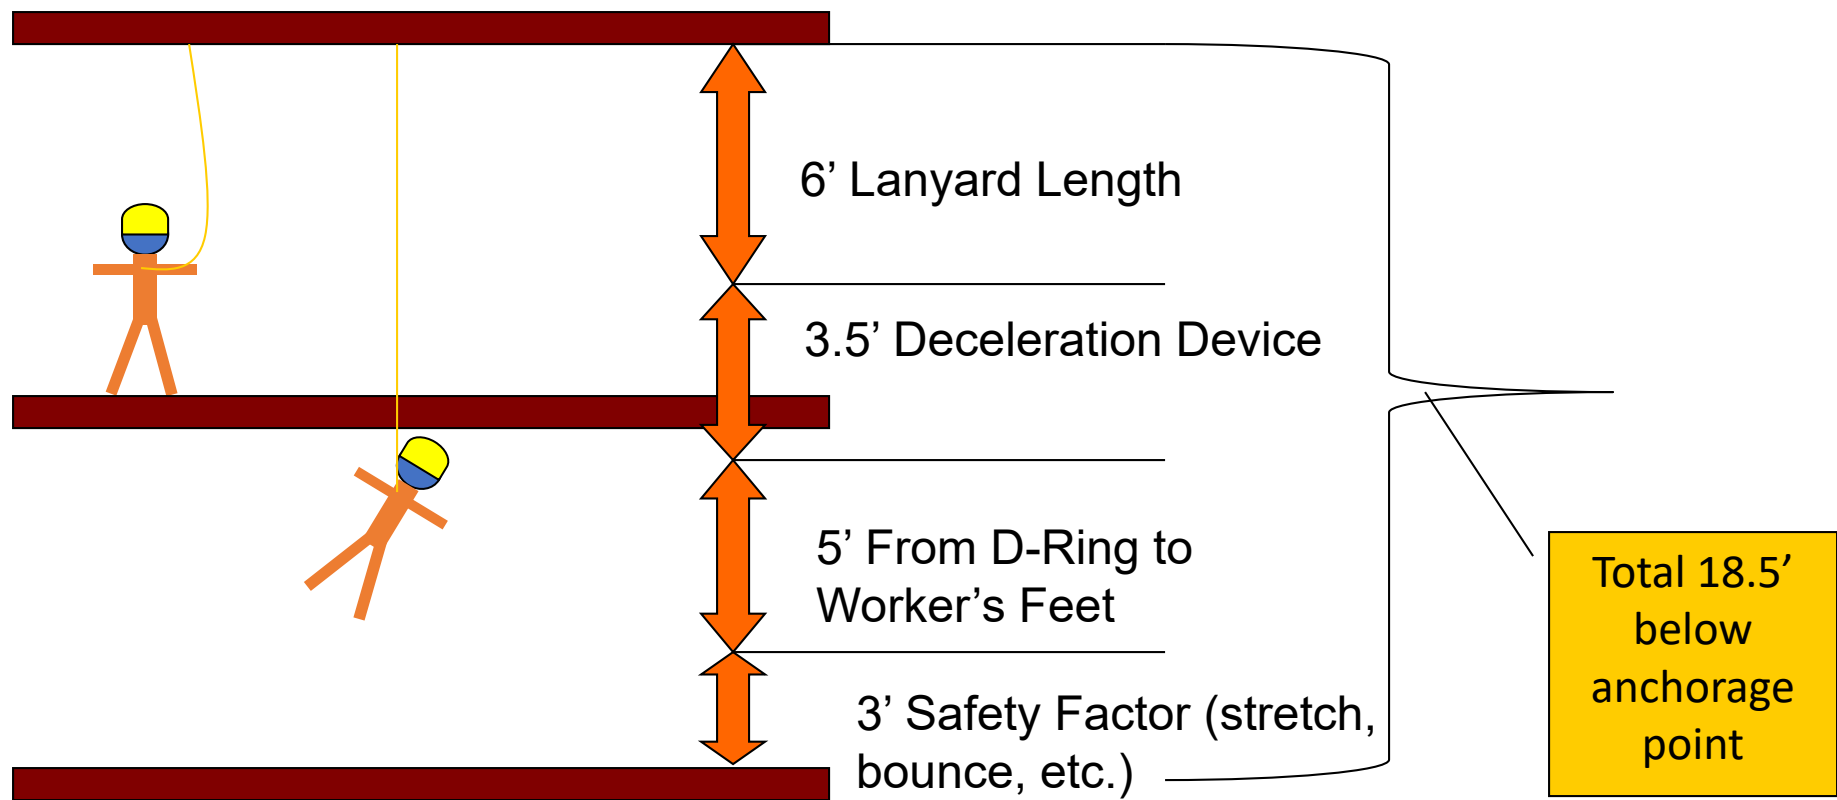 6’ Lanyard Length
3.5’ Deceleration Device
5’ From D-Ring to
Worker’s Feet
3’ Safety Factor (stretch,
bounce, etc.)
Total 18.5’
below
anchorage
point